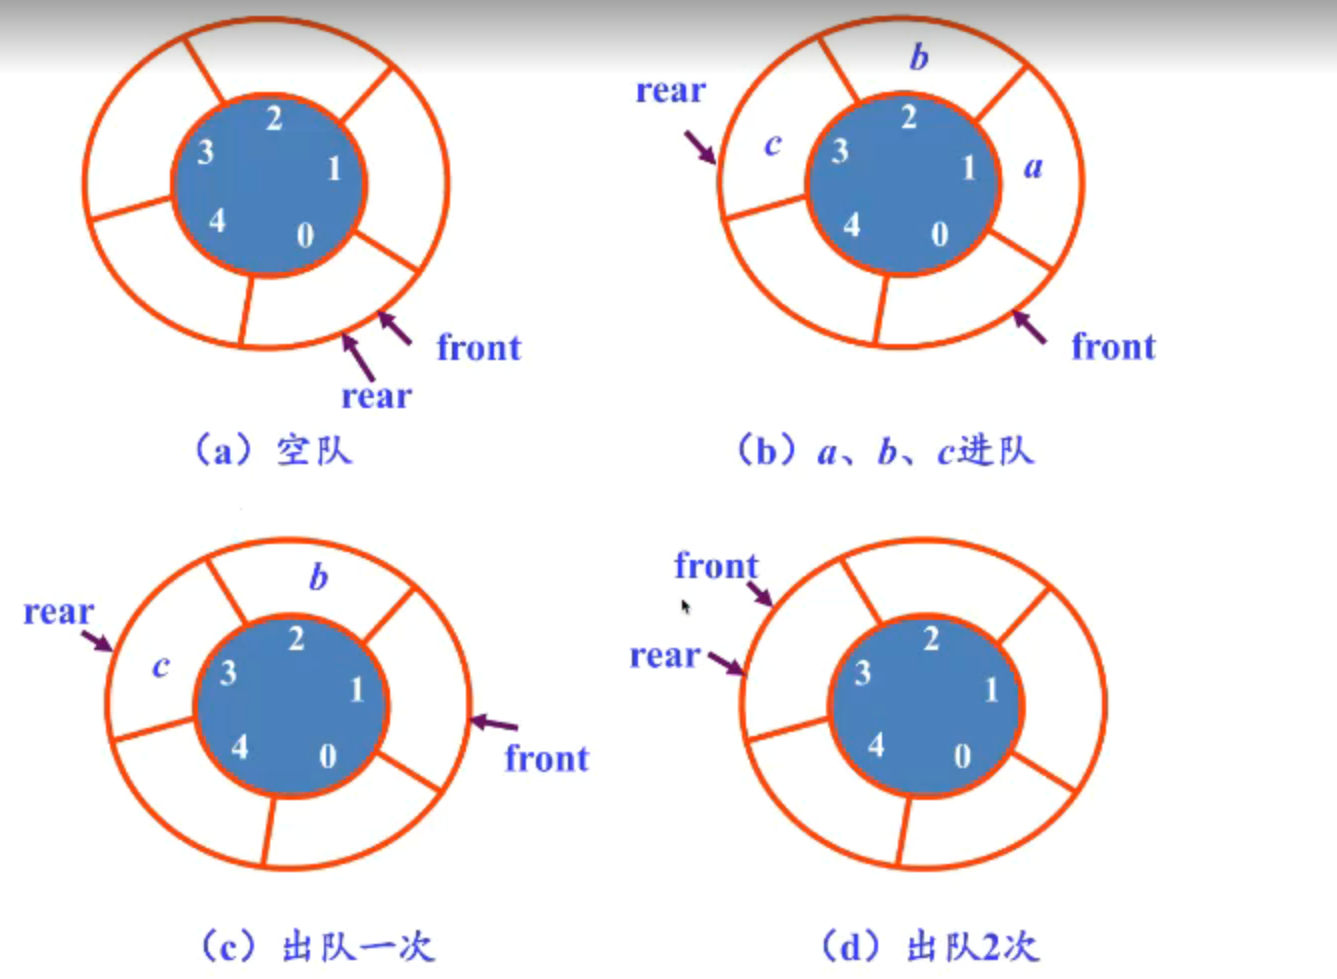 2
3
1
4
0
front
rear
(a) 空队
b
rear
c
2
3
1
a
4
0
front
(b) a、b、c进队
b
rear
c
2
3
1
4
0
front
(c) 出队一次
front
rear
2
3
1
4
0
(d) 出队2次